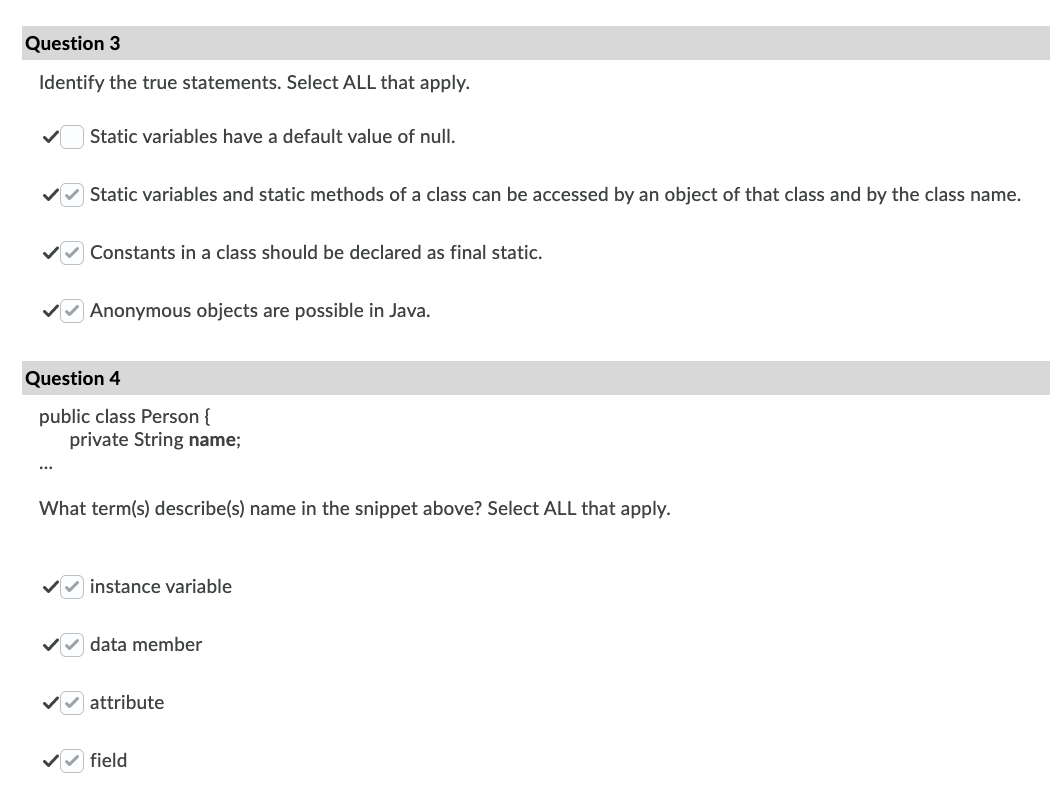 Question 3
Identify the true statements. Select ALL that apply.
Static variables have a default value of null.
Static variables and static methods of a class can be accessed by an object of that class and by the class name.
Constants in a class should be declared as final static.
Anonymous objects are possible in Java.
Question 4
public class Person {
private String name;
...
What term(s) describe(s) name in the snippet above? Select ALL that apply.
instance variable
data member
attribute
field